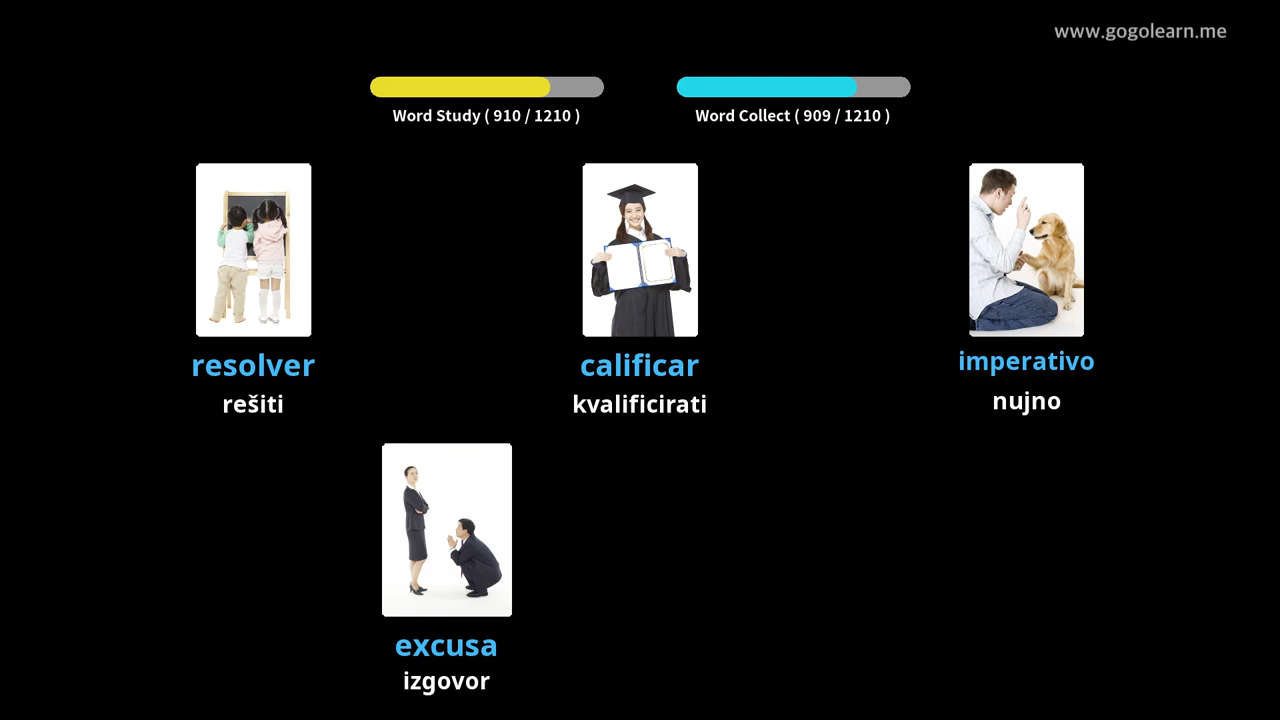 www.gogolearn.me
Word Study ( 910 / 1210 )
Word Collect ( 909 / 1210 )
resolver
calificar
imperativo
rešiti
kvalificirati
nujno
excusa
izgovor